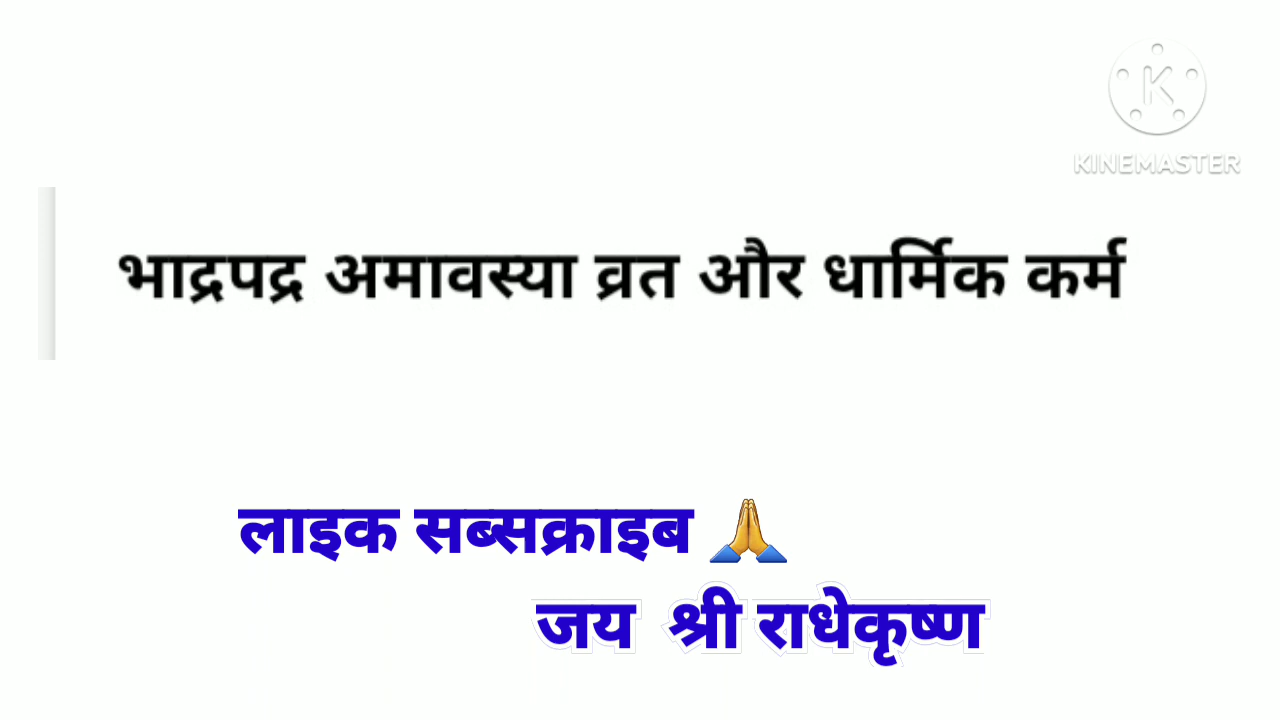 KINEMASTER
भाद्रपद्र अमावस्या व्रत और धार्मिक कर्म
लाइक सब्सक्राइब 🙏
जय श्री राधेकृष्ण